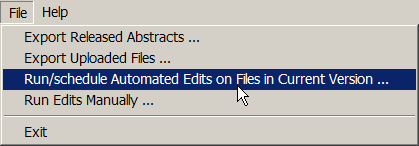 File Help
Export Released Abstracts ...
Export Uploaded Files ...
Run/schedule Automated Edits on Files in Current Version ...
Run Edits Manually ...
Exit